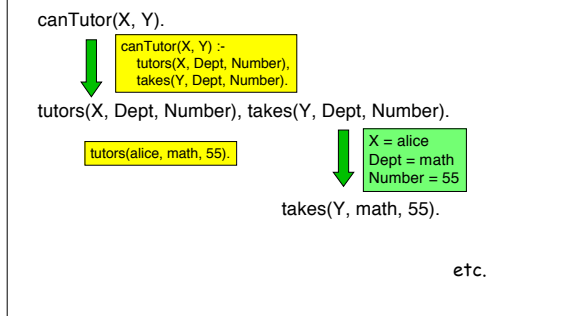 canTutor(X, Y).
canTutor(X, Y) :-
tutors(X, Dept, Number),
takes(Y, Dept, Number).
tutors(X, Dept, Number), takes(Y, Dept, Number).
tutors(alice, math, 55).
X = alice
Dept = math
Number = 55
takes(Y, math, 55).
etc.